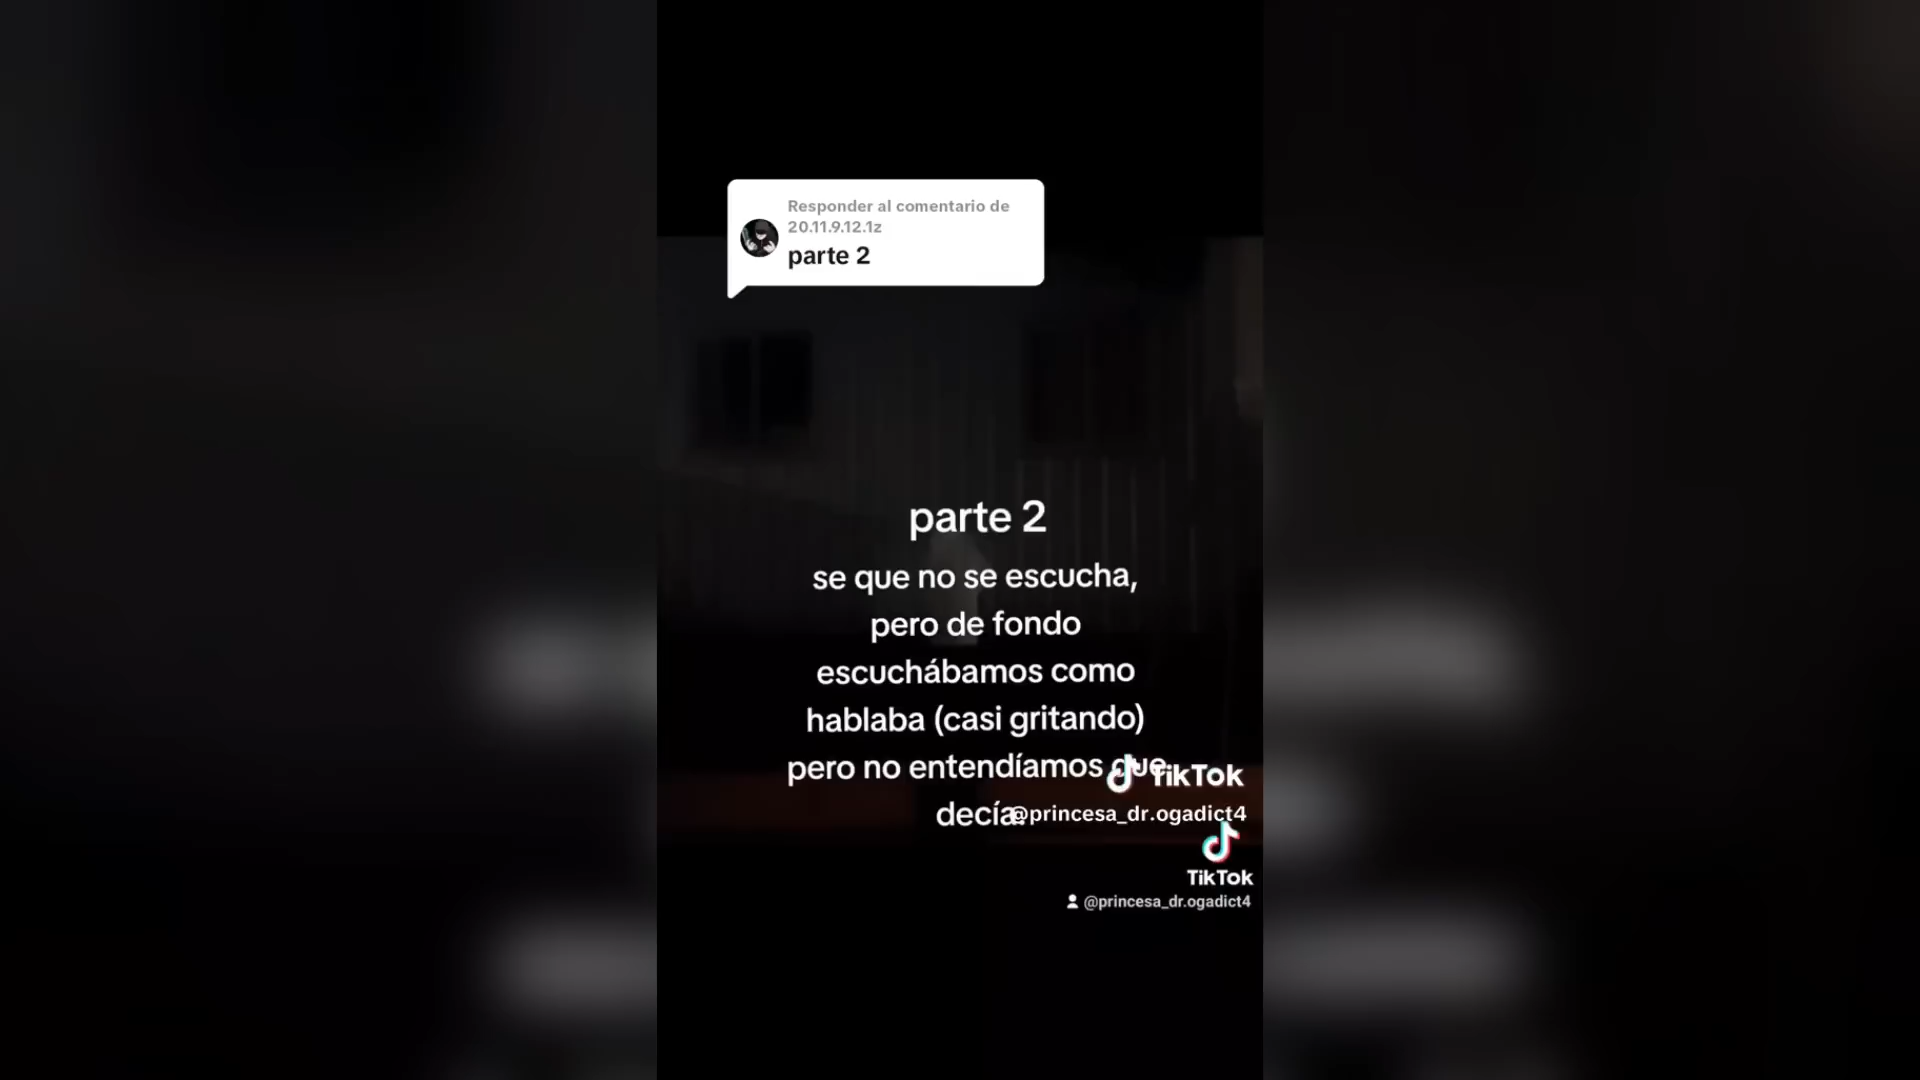 Responder al comentario de
20.11.9.12.1z
parte 2
parte 2
se que no se escucha,
pero de fondo
escuchábamos como
hablaba (casi gritando)
pero no entendíamos que
decía.
TikTok
@princesa_dr.ogadict4
TikTok
@princesa_dr.ogadict4